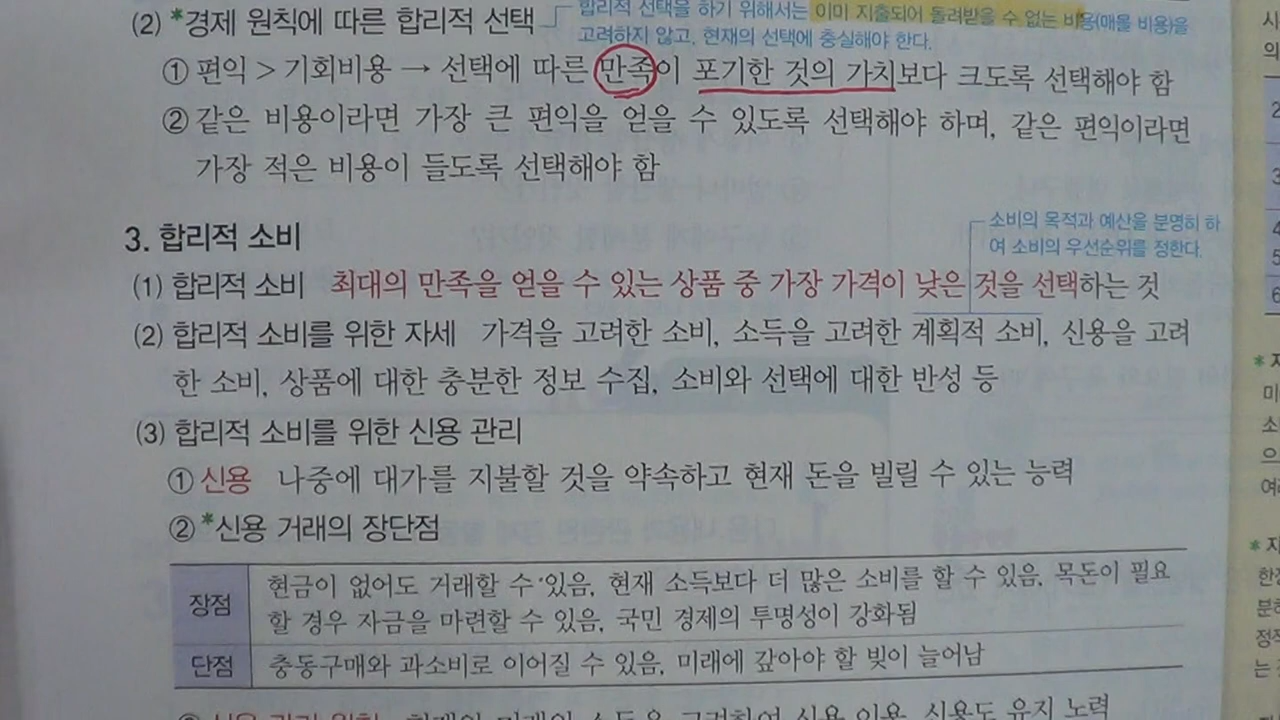 (2) *경제 원칙에 따른 합리적 선택
합리적 선택을 하기 위해서는 이미 지출되어 돌려받을 수 없는 비용(매몰 비용)을
고려하지 않고, 현재의 선택에 충실해야 한다.
① 편익 > 기회비용 → 선택에 따른 만족이 포기한 것의 가치보다 크도록 선택해야 함
② 같은 비용이라면 가장 큰 편익을 얻을 수 있도록 선택해야 하며, 같은 편익이라면
가장 적은 비용이 들도록 선택해야 함
3. 합리적 소비
소비의 목적과 예산을 분명히 하
여 소비의 우선순위를 정한다.
(1) 합리적 소비 최대의 만족을 얻을 수 있는 상품 중 가장 가격이 낮은 것을 선택하는 것
(2) 합리적 소비를 위한 자세 가격을 고려한 소비, 소득을 고려한 계획적 소비, 신용을 고려
한 소비, 상품에 대한 충분한 정보 수집, 소비와 선택에 대한 반성 등
(3) 합리적 소비를 위한 신용 관리
① 신용 나중에 대가를 지불할 것을 약속하고 현재 돈을 빌릴 수 있는 능력
② *신용 거래의 장단점
장점 현금이 없어도 거래할 수 있음, 현재 소득보다 더 많은 소비를 할 수 있음, 목돈이 필요
할 경우 자금을 마련할 수 있음, 국민 경제의 투명성이 강화됨
단점 충동구매와 과소비로 이어질 수 있음, 미래에 갚아야 할 빚이 늘어남